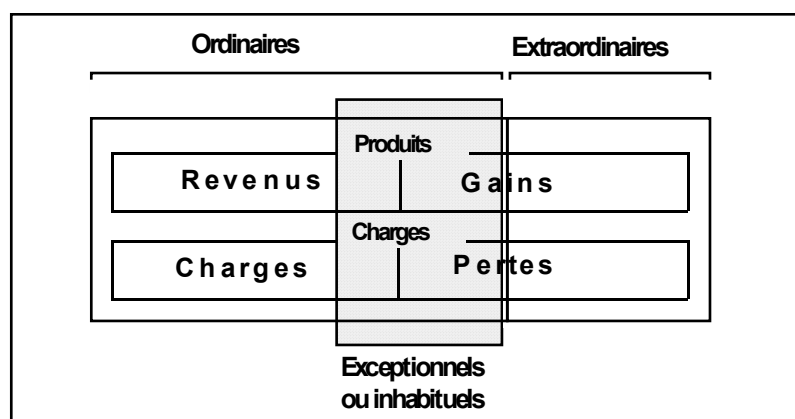 Ordinaires Extraordinaires
Produits
Revenus Gains
Charges
Charges Pertes
Exceptionnels
ou inhabituels